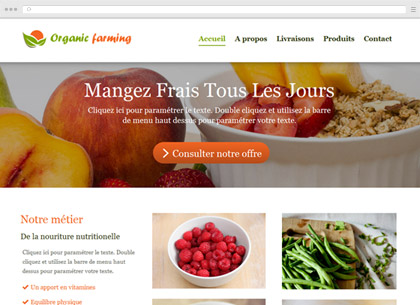 Organic farming
Accueil A propos Livraisons Produits Contact
Mangez Frais Tous Les Jours
Cliquez ici pour paramétrer le texte. Double cliquez et utilisez la barre
de menu haut dessus pour paramétrer votre texte.
Consulter notre offre
Notre métier
De la nouriture nutritionelle
Cliquez ici pour paramétrer le texte. Double
cliquez et utilisez la barre de menu haut
dessus pour paramétrer votre texte.
Un apport en vitamines
Equilibre physique